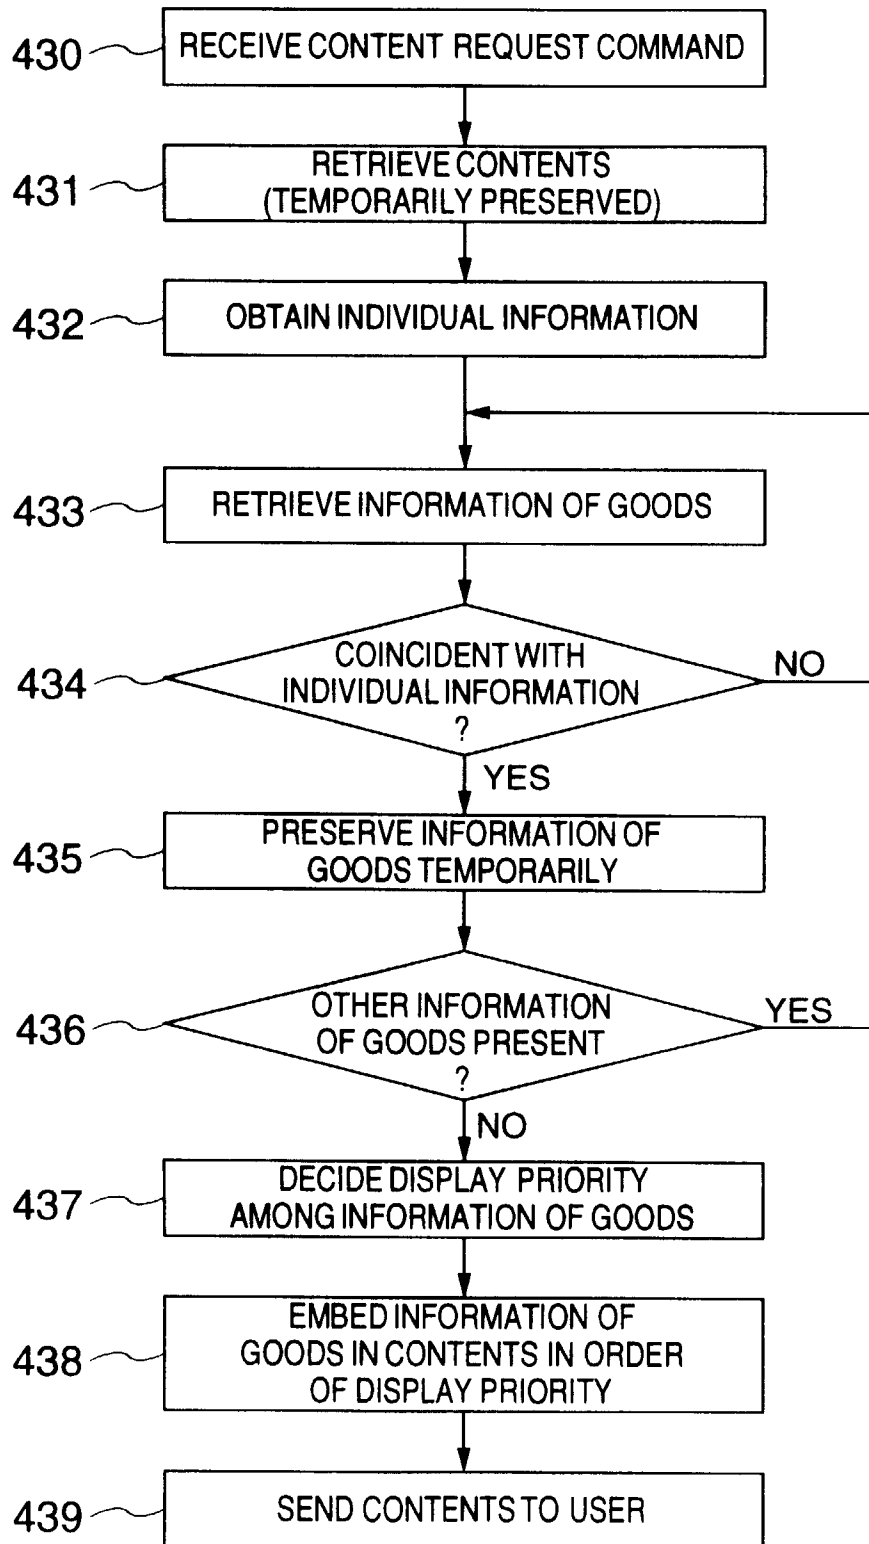 430 RECEIVE CONTENT REQUEST COMMAND
431 RETRIEVE CONTENTS
(TEMPORARILY PRESERVED)
432 OBTAIN INDIVIDUAL INFORMATION
433 RETRIEVE INFORMATION OF GOODS
434 COINCIDENT WITH
INDIVIDUAL INFORMATION
?
NO
YES
435 PRESERVE INFORMATION OF
GOODS TEMPORARILY
436 OTHER INFORMATION
OF GOODS PRESENT
?
YES
NO
437 DECIDE DISPLAY PRIORITY
AMONG INFORMATION OF GOODS
438 EMBED INFORMATION OF
GOODS IN CONTENTS IN ORDER
OF DISPLAY PRIORITY
439 SEND CONTENTS TO USER